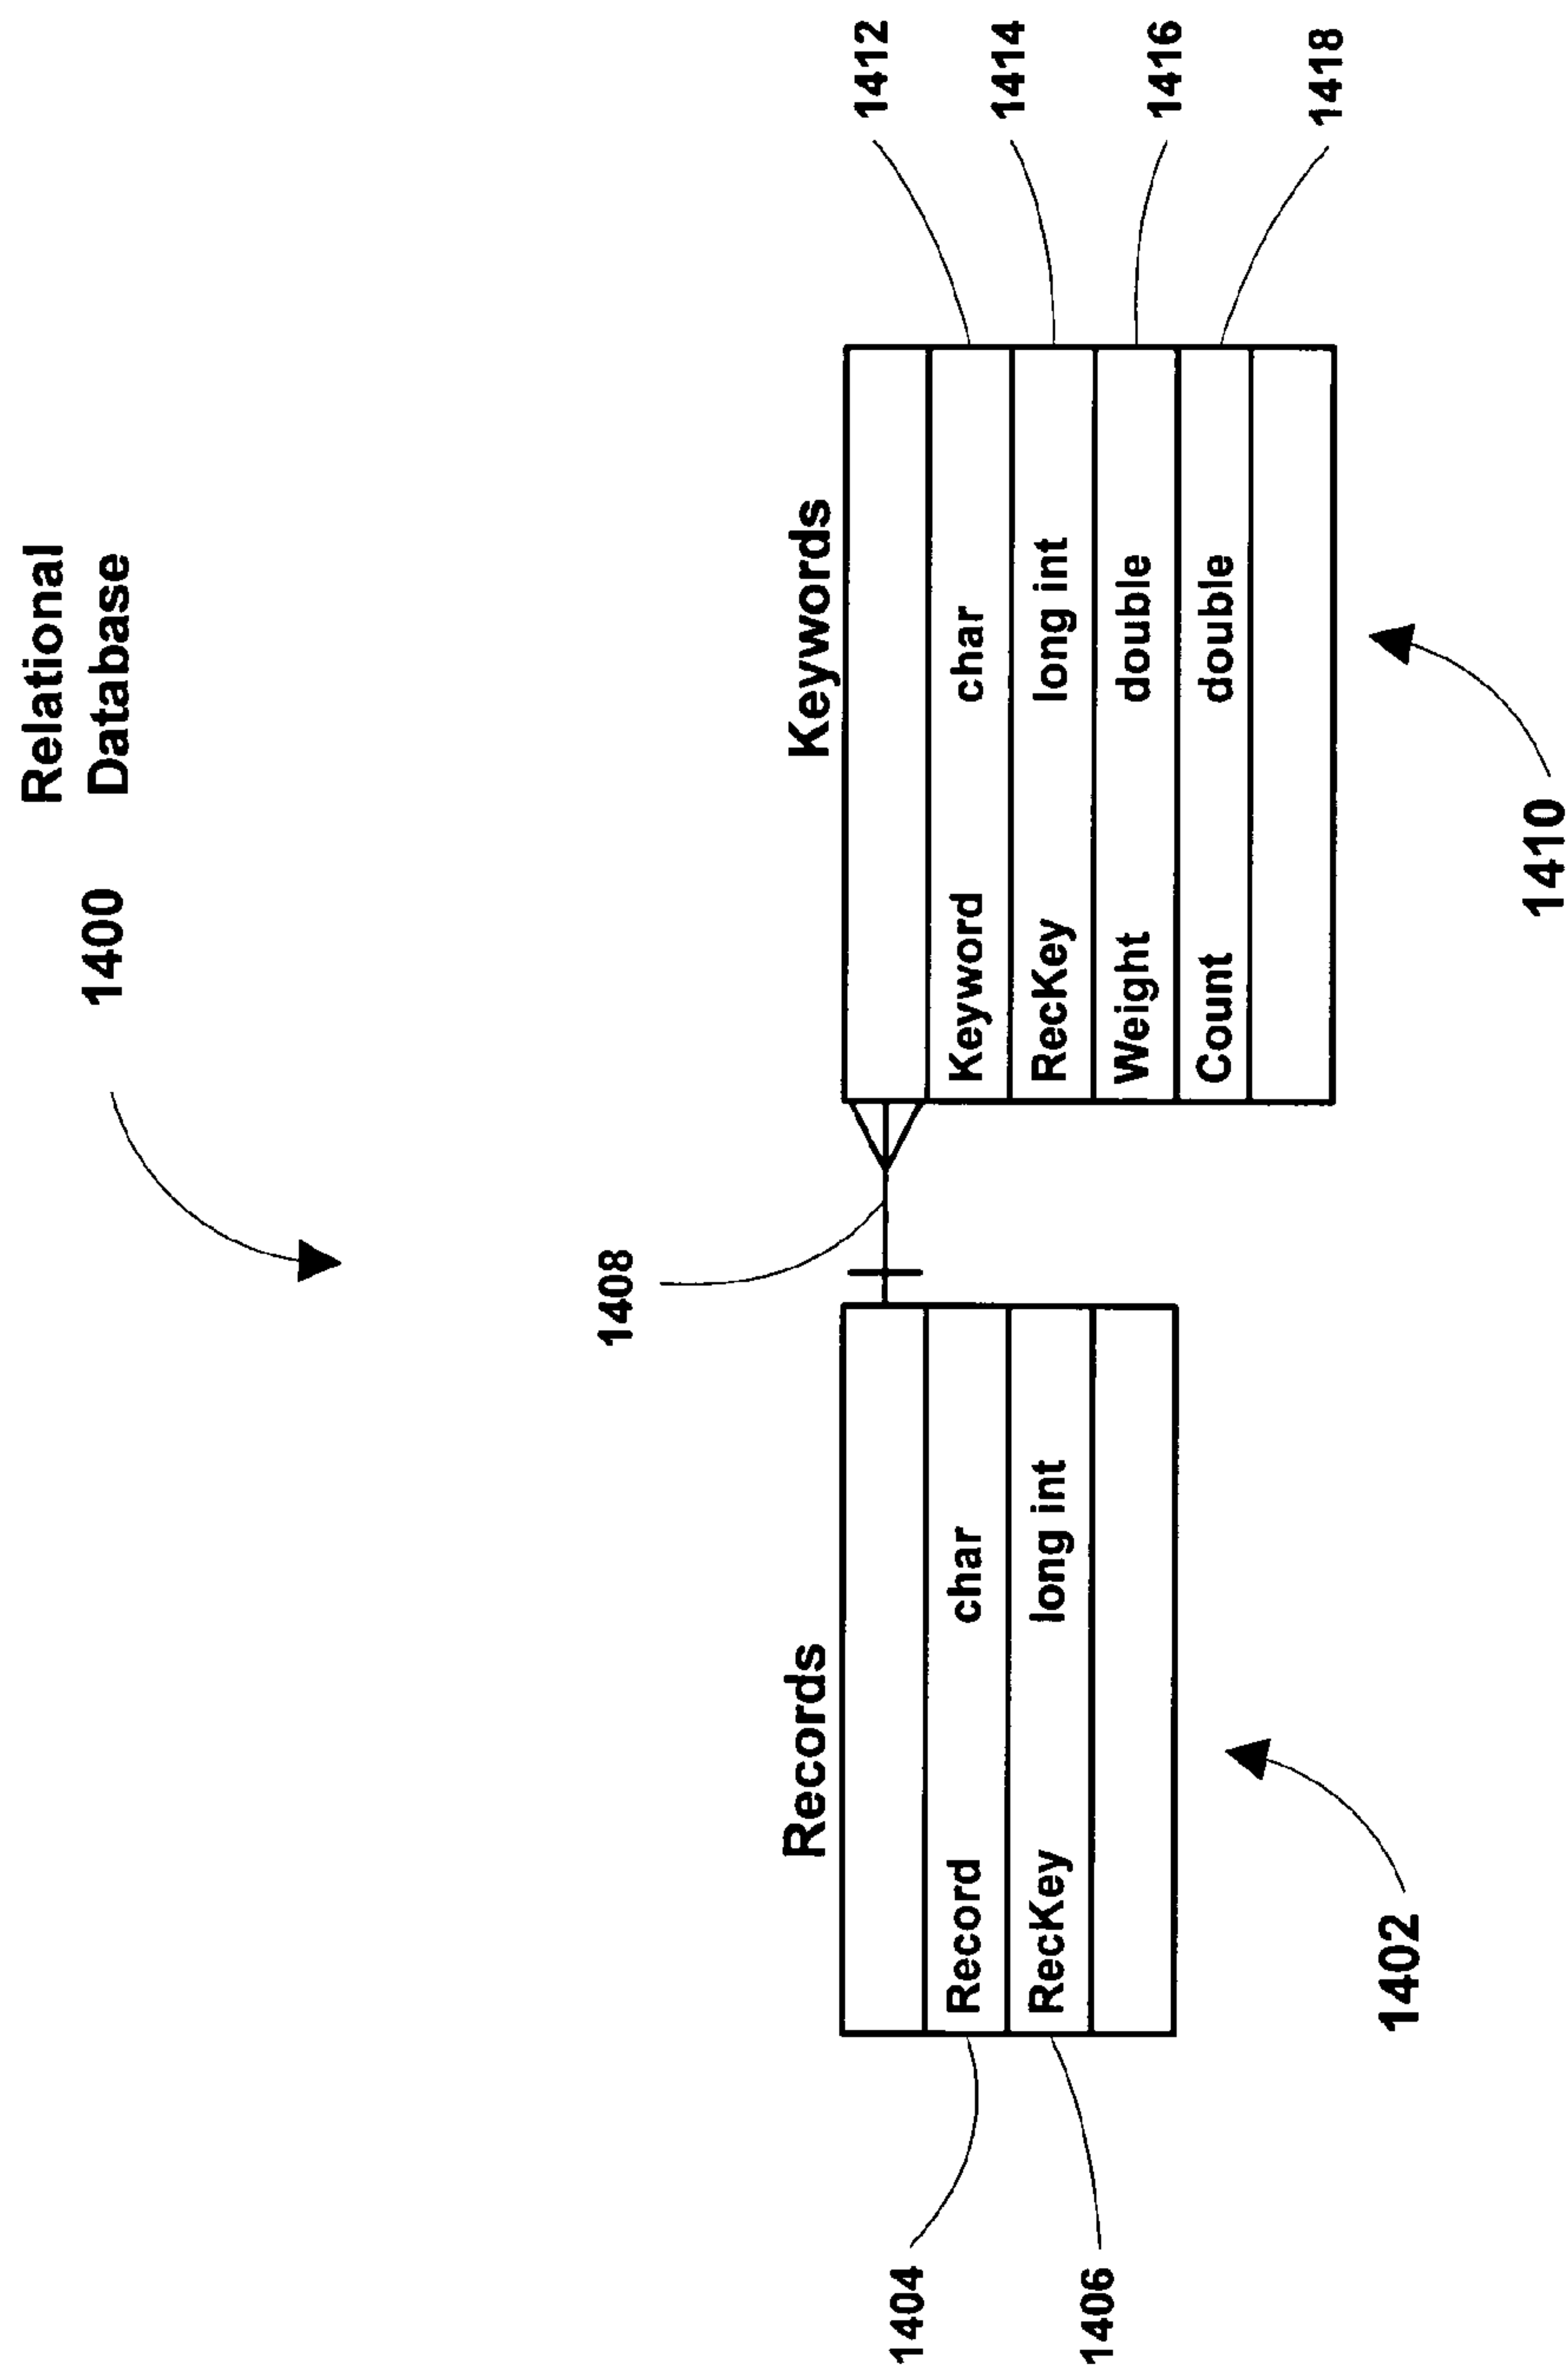 Relational
1400 Database
1408
Records
Keywords
1412
1414
1416
1418
1404
1406
Record char
RecKey long int
Keyword char
RecKey long int
Weight double
Count double
1402
1410